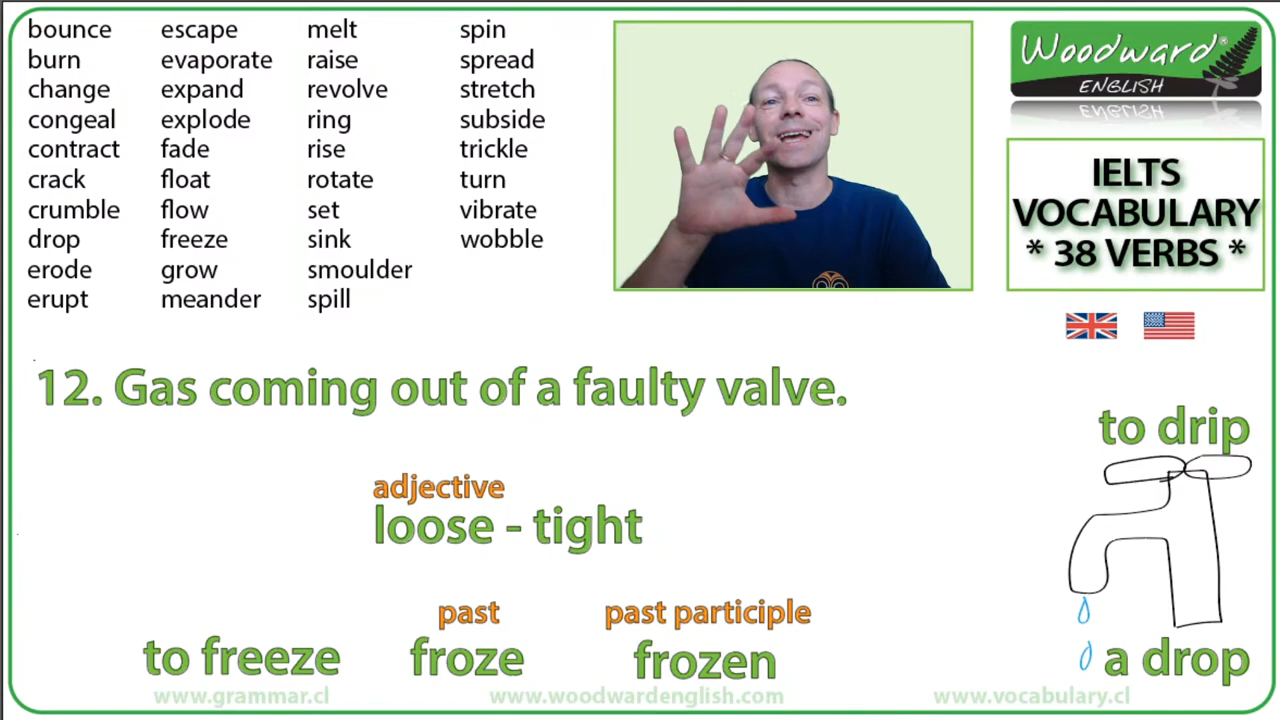 bounce escape melt spin
burn evaporate raise spread
change expand revolve stretch
congeal explode ring subside
contract fade rise trickle
crack float rotate turn
crumble flow set vibrate
drop freeze sink wobble
erode grow smoulder
erupt meander spill
Woodward®
ENGLISH
IELTS
VOCABULARY
* 38 VERBS *
12. Gas coming out of a faulty valve.
to drip
adjective
loose - tight
past past participle
to freeze froze frozen
a drop
www.grammar.cl www.woodwardenglish.com www.vocabulary.cl